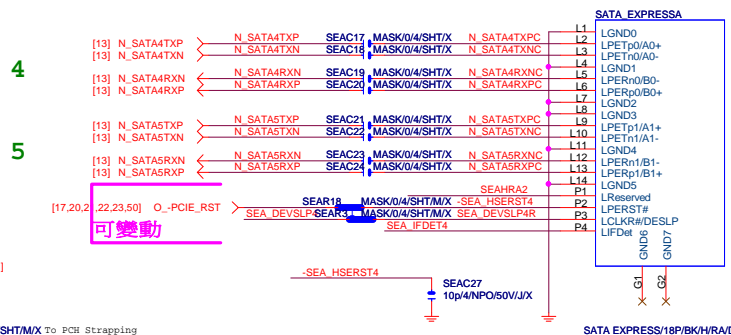 SATA_EXPRESSA
[13] N_SATA4TXP N_SATA4TXP SEAC17 MASK/0/4/SHT/X N_SATA4TXPC L1 LGND0
[13] N_SATA4TXN N_SATA4TXN SEAC18 MASK/0/4/SHT/X N_SATA4TXNC L2 LPETp0/A0+
L3 LPETn0/A0-
4
L4 LGND1
[13] N_SATA4RXN N_SATA4RXN SEAC19 MASK/0/4/SHT/X N_SATA4RXNC L5 LPERn0/B0-
[13] N_SATA4RXP N_SATA4RXP SEAC20 MASK/0/4/SHT/X N_SATA4RXPC L6 LPERp0/B0+
L7 LGND2
L8 LGND3
[13] N_SATA5TXP N_SATA5TXP SEAC21 MASK/0/4/SHT/X N_SATA5TXPC L9 LPETp1/A1+
[13] N_SATA5TXN N_SATA5TXN SEAC22 MASK/0/4/SHT/X N_SATA5TXNC L10 LPETn1/A1-
5
L11 LGND4
[13] N_SATA5RXN N_SATA5RXN SEAC23 MASK/0/4/SHT/X N_SATA5RXNC L12 LPERn1/B1-
[13] N_SATA5RXP N_SATA5RXP SEAC24 MASK/0/4/SHT/X N_SATA5RXPC L13 LPERp1/B1+
L14 LGND5
SEAHRA2 P1 LReserved
[17,20,2 ,22,23,50] O_-PCIE_RST SEAR18 MASK/0/4/SHT/M/X -SEA_HSERST4 P2 LPERST#
SEA_DEVSLP4 SEAR3 MASK/0/4/SHT/M/X SEA_DEVSLP4R P3 LCLKR#/DESLP
可變動
SEA_IFDET4 P4 LIFDet
GND6 GND7
G1 G2
]
-SEA_HSERST4
SEAC27
10p/4/NPO/50V/J/X
SHT/M/X To PCH Strapping
SATA EXPRESS/18P/BK/H/RA/D